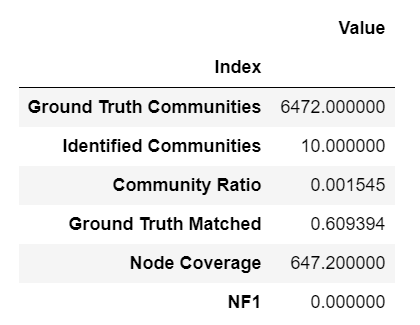 Value
Index
Ground Truth Communities 6472.000000
Identified Communities 10.000000
Community Ratio 0.001545
Ground Truth Matched 0.609394
Node Coverage 647.200000
NF1 0.000000